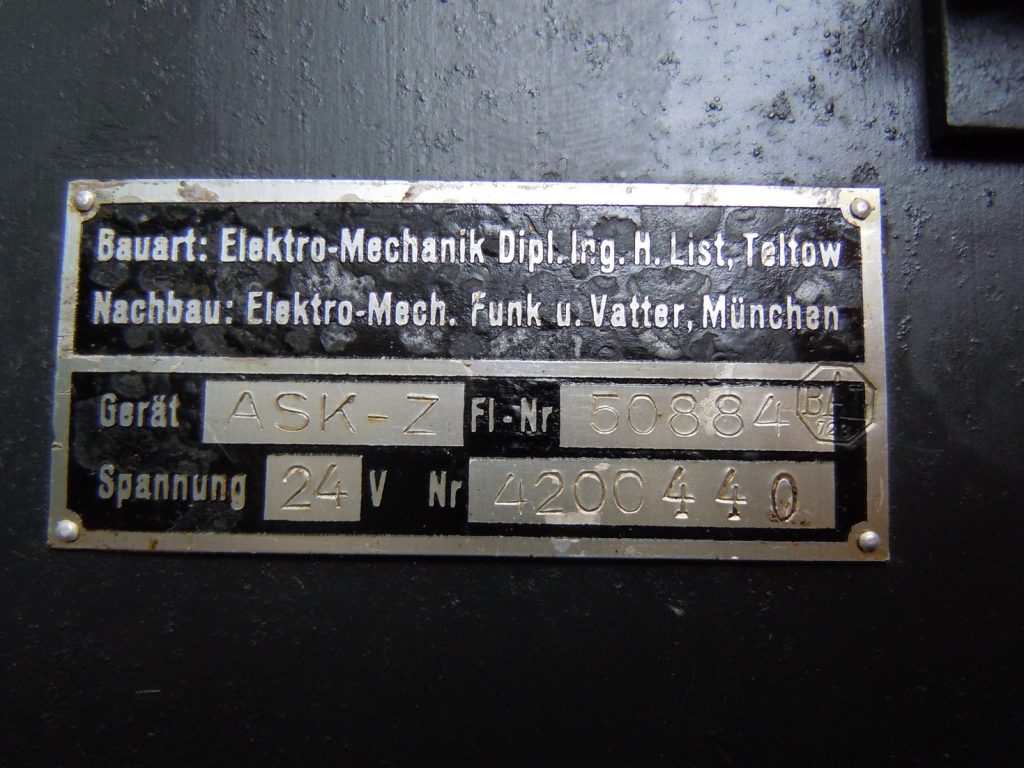 Bauart: Elektro-Mechanik Dipl. Ing. H. List, Teltow
Nachbau: Elektro-Mech. Funk u. Vatter, München
Gerät ASK-Z Fl-Nr 50884 BA
Spannung 24 V Nr 4200440